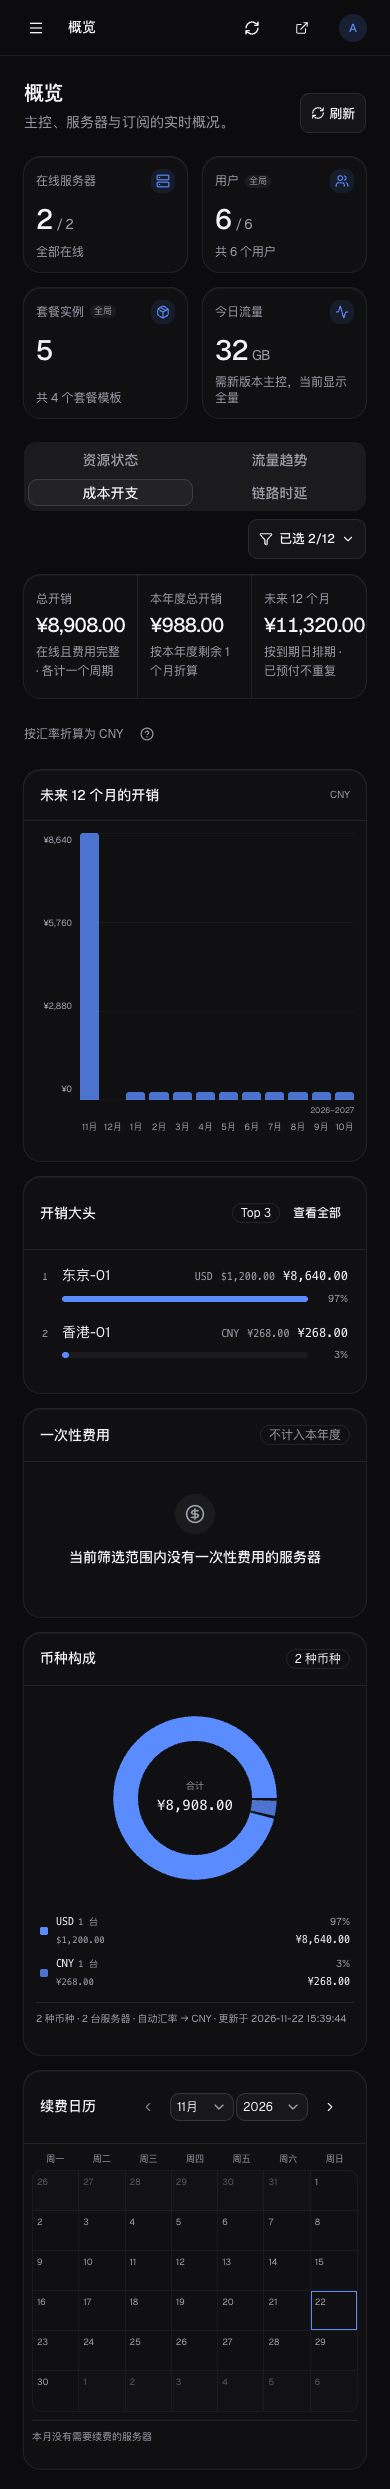 概览
A
概览
主控、服务器与订阅的实时概况。
刷新
在线服务器
2 / 2
全部在线
用户 全局
6 / 6
共 6 个用户
套餐实例 全局
5
共 4 个套餐模板
今日流量
32 GB
需新版本主控，当前显示
全量
资源状态
流量趋势
成本开支
链路时延
已选 2/12
总开销
¥8,908.00
在线且费用完整
· 各计一个周期
本年度总开销
¥988.00
按本年度剩余 1
个月折算
未来 12 个月
¥11,320.00
按到期日排期 ·
已预付不重复
按汇率折算为 CNY
未来 12 个月的开销
CNY
¥8,640
¥5,760
¥2,880
¥0
2026–2027
11月 12月 1月 2月 3月 4月 5月 6月 7月 8月 9月 10月
开销大头
Top 3
查看全部
1 东京-01 USD $1,200.00 ¥8,640.00
97%
2 香港-01 CNY ¥268.00 ¥268.00
3%
一次性费用
不计入本年度
当前筛选范围内没有一次性费用的服务器
币种构成
2 种币种
合计
¥8,908.00
USD 1 台 97%
$1,200.00 ¥8,640.00
CNY 1 台 3%
¥268.00 ¥268.00
2 种币种 · 2 台服务器 · 自动汇率 → CNY · 更新于 2026-11-22 15:39:44
续费日历
11月
2026
周一 周二 周三 周四 周五 周六 周日
26 27 28 29 30 31 1
2 3 4 5 6 7 8
9 10 11 12 13 14 15
16 17 18 19 20 21 22
23 24 25 26 27 28 29
30 1 2 3 4 5 6
本月没有需要续费的服务器